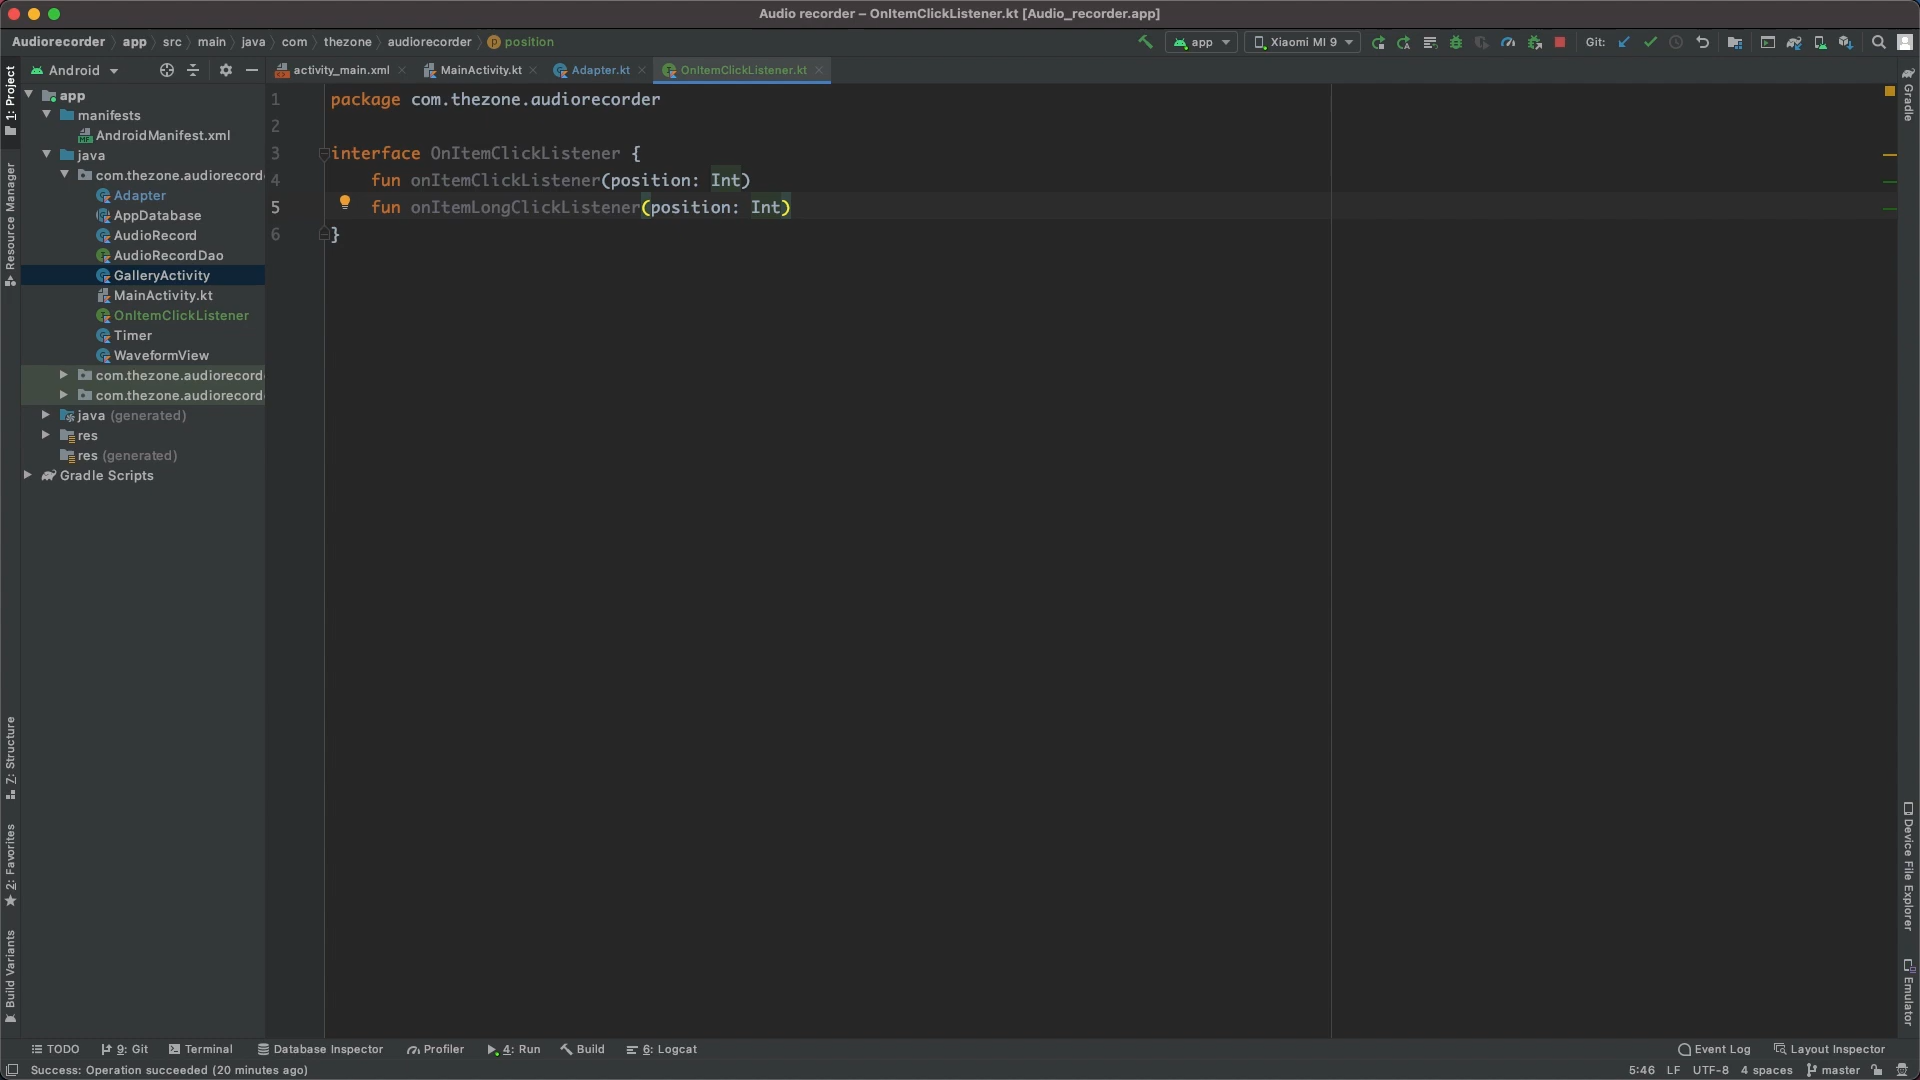 Audio recorder – OnItemClickListener.kt [Audio_recorder.app]
Audiorecorder app src main java com thezone audiorecorder position
app Xiaomi MI 9 Git:
Android
activity_main.xml MainActivity.kt Adapter.kt OnItemClickListener.kt
1: Project
Resource Manager
Z: Structure
2: Favorites
Build Variants
app
manifests
AndroidManifest.xml
java
com.thezone.audiorecord
Adapter
AppDatabase
AudioRecord
AudioRecordDao
GalleryActivity
MainActivity.kt
OnItemClickListener
Timer
WaveformView
com.thezone.audiorecord
com.thezone.audiorecord
java (generated)
res
res (generated)
Gradle Scripts
1 package com.thezone.audiorecorder
2
3 interface OnItemClickListener {
4 fun onItemClickListener(position: Int)
5 fun onItemLongClickListener(position: Int)
6 }
Gradle
Device File Explorer
Emulator
TODO 9: Git Terminal Database Inspector Profiler 4: Run Build 6: Logcat Event Log Layout Inspector
Success: Operation succeeded (20 minutes ago) 5:46 LF UTF-8 4 spaces master